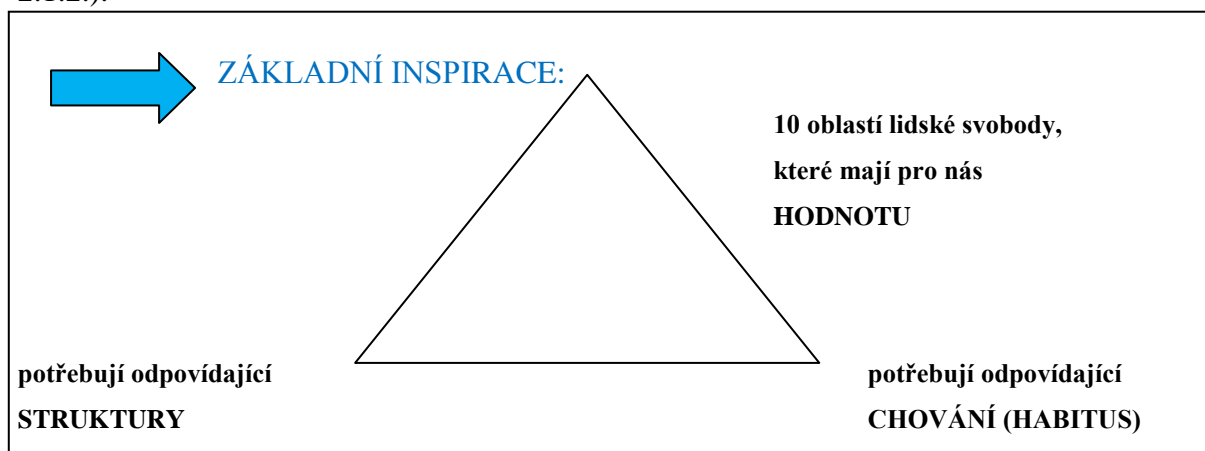 ZÁKLADNÍ INSPIRACE:
10 oblastí lidské svobody,
které mají pro nás
HODNOTU
potřebují odpovídající
STRUKTURY
potřebují odpovídající
CHOVÁNÍ (HABITUS)